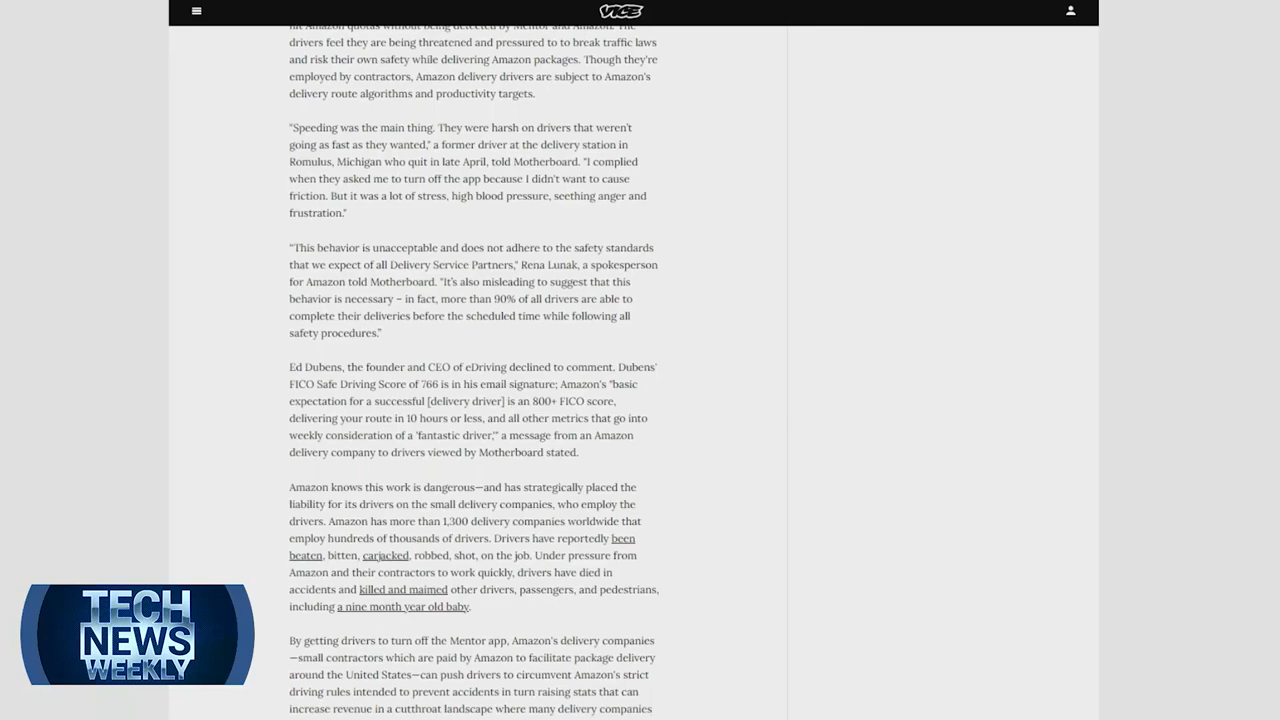 VICE
hit Amazon quotas without being detected by Mentor and Amazon. The
drivers feel they are being threatened and pressured to to break traffic laws
and risk their own safety while delivering Amazon packages. Though they're
employed by contractors, Amazon delivery drivers are subject to Amazon's
delivery route algorithms and productivity targets.
"Speeding was the main thing. They were harsh on drivers that weren't
going as fast as they wanted," a former driver at the delivery station in
Romulus, Michigan who quit in late April, told Motherboard. "I complied
when they asked me to turn off the app because I didn't want to cause
friction. But it was a lot of stress, high blood pressure, seething anger and
frustration."
"This behavior is unacceptable and does not adhere to the safety standards
that we expect of all Delivery Service Partners," Rena Lunak, a spokesperson
for Amazon told Motherboard. "It's also misleading to suggest that this
behavior is necessary – in fact, more than 90% of all drivers are able to
complete their deliveries before the scheduled time while following all
safety procedures."
Ed Dubens, the founder and CEO of eDriving declined to comment. Dubens'
FICO Safe Driving Score of 766 is in his email signature; Amazon's "basic
expectation for a successful [delivery driver] is an 800+ FICO score,
delivering your route in 10 hours or less, and all other metrics that go into
weekly consideration of a 'fantastic driver,'" a message from an Amazon
delivery company to drivers viewed by Motherboard stated.
Amazon knows this work is dangerous—and has strategically placed the
liability for its drivers on the small delivery companies, who employ the
drivers. Amazon has more than 1,300 delivery companies worldwide that
employ hundreds of thousands of drivers. Drivers have reportedly been
beaten, bitten, carjacked, robbed, shot, on the job. Under pressure from
Amazon and their contractors to work quickly, drivers have died in
accidents and killed and maimed other drivers, passengers, and pedestrians,
including a nine month year old baby.
By getting drivers to turn off the Mentor app, Amazon's delivery companies
—small contractors which are paid by Amazon to facilitate package delivery
around the United States—can push drivers to circumvent Amazon's strict
driving rules intended to prevent accidents in turn raising stats that can
increase revenue in a cutthroat landscape where many delivery companies
TECH
NEWS
WEEKLY